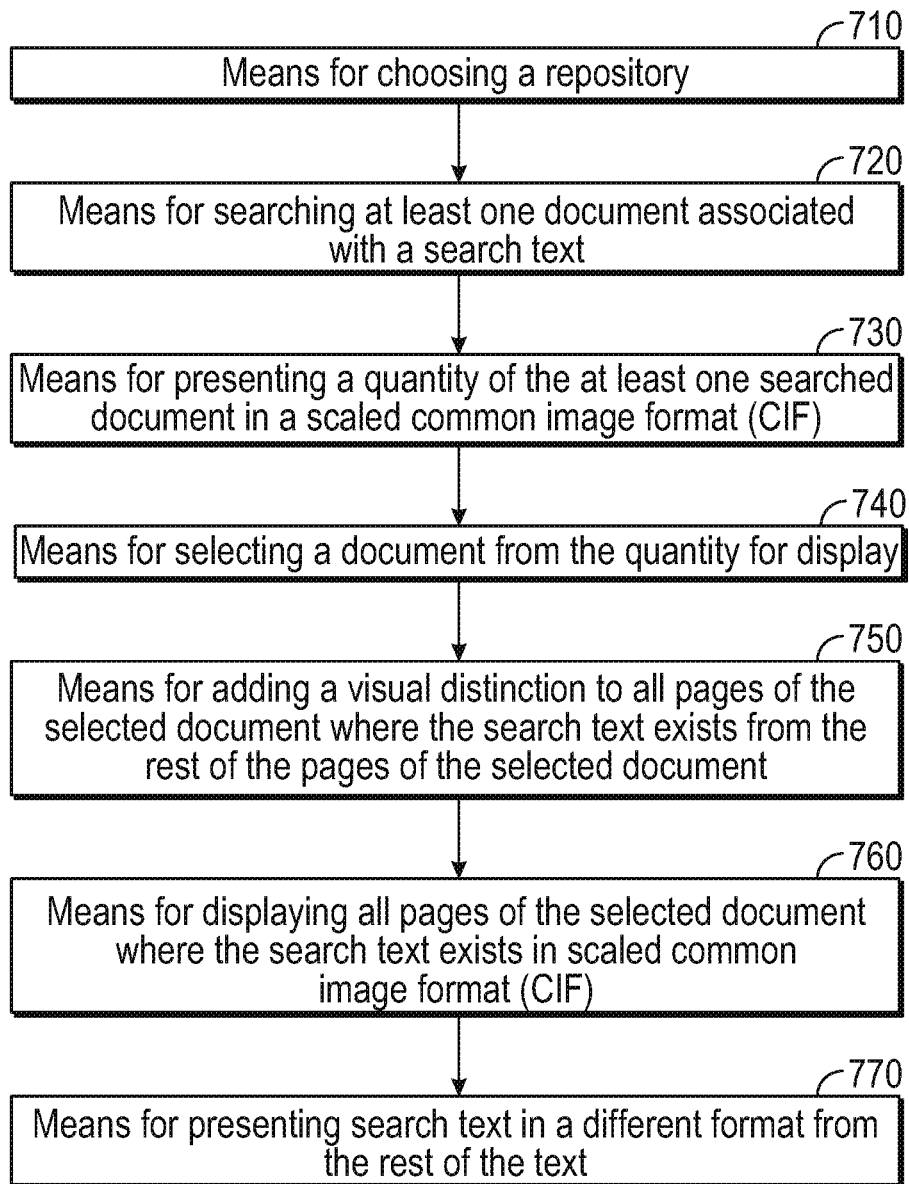 710
Means for choosing a repository
720
Means for searching at least one document associated
with a search text
730
Means for presenting a quantity of the at least one searched
document in a scaled common image format (CIF)
740
Means for selecting a document from the quantity for display
750
Means for adding a visual distinction to all pages of the
selected document where the search text exists from the
rest of the pages of the selected document
760
Means for displaying all pages of the selected document
where the search text exists in scaled common
image format (CIF)
770
Means for presenting search text in a different format from
the rest of the text